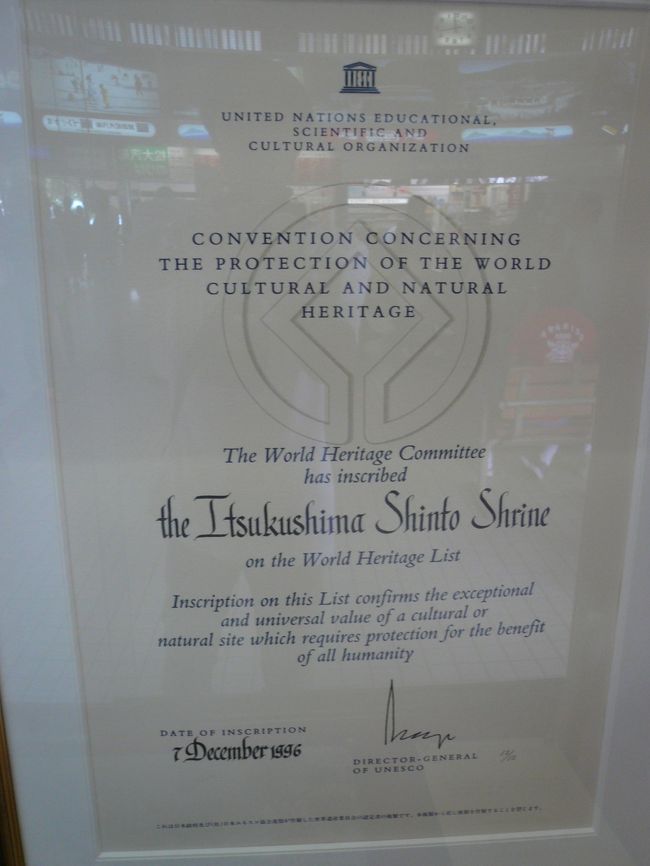 UNITED NATIONS EDUCATIONAL,
SCIENTIFIC AND
CULTURAL ORGANIZATION
CONVENTION CONCERNING
THE PROTECTION OF THE WORLD
CULTURAL AND NATURAL
HERITAGE
The World Heritage Committee
has inscribed
the Itsukushima Shinto Shrine
on the World Heritage List
Inscription on this List confirms the exceptional
and universal value of a cultural or
natural site which requires protection for the benefit
of all humanity
DATE OF INSCRIPTION
7 December 1996
DIRECTOR-GENERAL
OF UNESCO